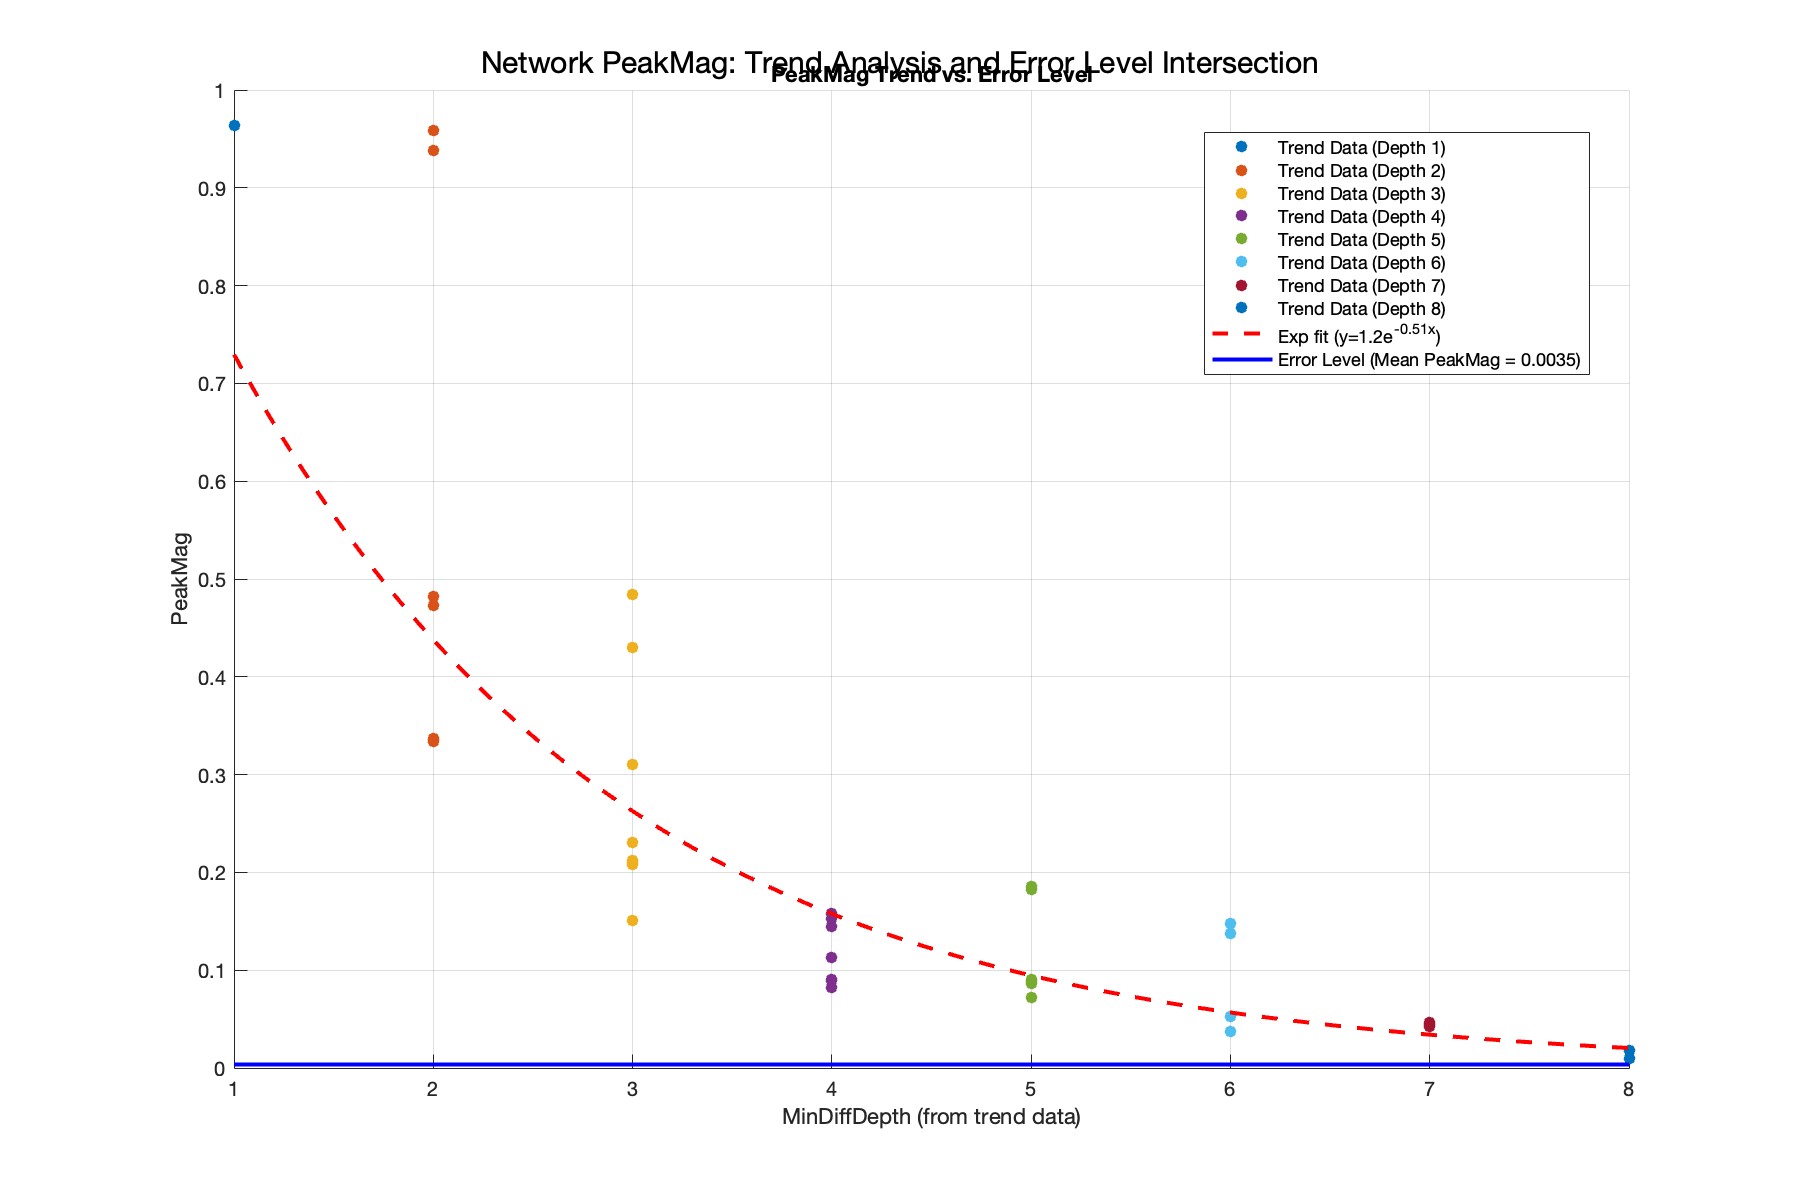 Network PeakMag: Trend Analysis and Error Level Intersection
PeakMag Trend vs. Error Level
1
0.9
0.8
0.7
0.6
0.5
0.4
0.3
0.2
0.1
0
PeakMag
Trend Data (Depth 1)
Trend Data (Depth 2)
Trend Data (Depth 3)
Trend Data (Depth 4)
Trend Data (Depth 5)
Trend Data (Depth 6)
Trend Data (Depth 7)
Trend Data (Depth 8)
Exp fit (y=1.2e^-0.51x)
Error Level (Mean PeakMag = 0.0035)
1 2 3 4 5 6 7 8
MinDiffDepth (from trend data)